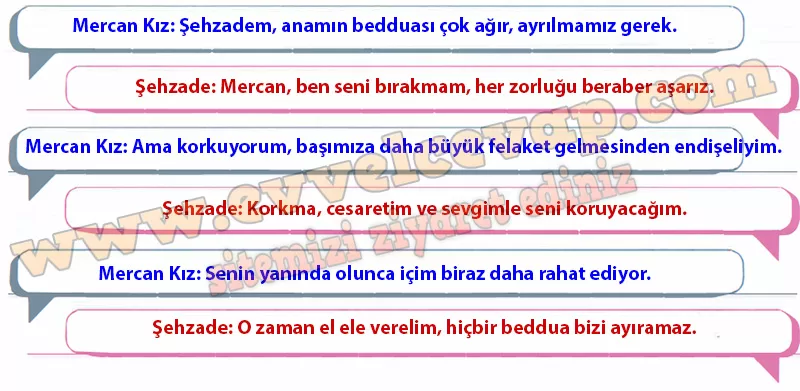 Mercan Kız: Şehzadem, anamın bedduası çok ağır, ayrılmamız gerek.
Şehzade: Mercan, ben seni bırakmam, her zorluğu beraber aşarız.
Mercan Kız: Ama korkuyorum, başımıza daha büyük felaket gelmesinden endişeliyim.
Şehzade: Korkma, cesaretim ve sevgimle seni koruyacağım.
Mercan Kız: Senin yanında olunca içim biraz daha rahat ediyor.
Şehzade: O zaman el ele verelim, hiçbir beddua bizi ayıramaz.
www.evvelcevap.com
sitemizi ziyaret ediniz